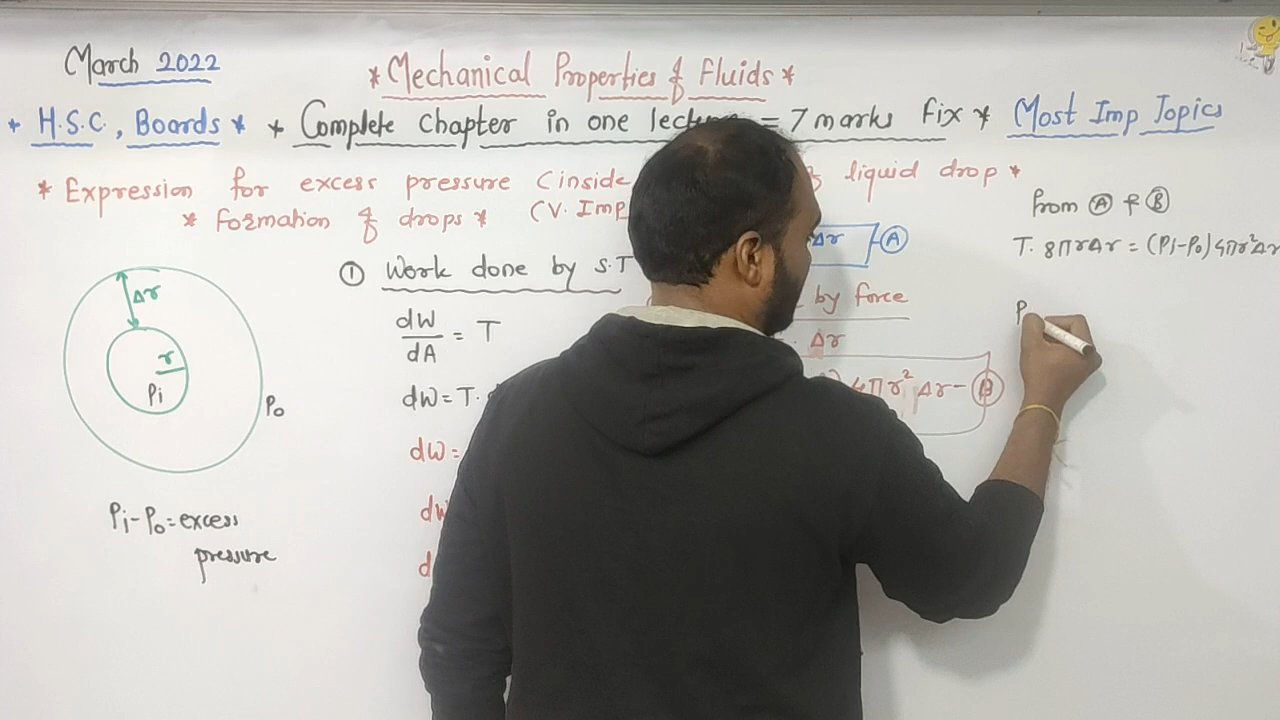 March 2022
* Mechanical Properties of Fluids *
* H.S.C., Boards * * Complete chapter in one = 7 marks Fix * Most Imp Topics
* Expression for excess pressure (inside liquid drop *
* Formation of drops * (V. Imp
① Work done by S.T
dW/dA = T
dW = T.
dW =
Δr
r
Pi
Po
Pi - Po = excess
pressure
Δr - Ⓐ
by force
. Δr
4πr² Δr - Ⓑ
from Ⓐ & Ⓑ
T. 8πrΔr = (Pi-Po) 4πr²Δr
P